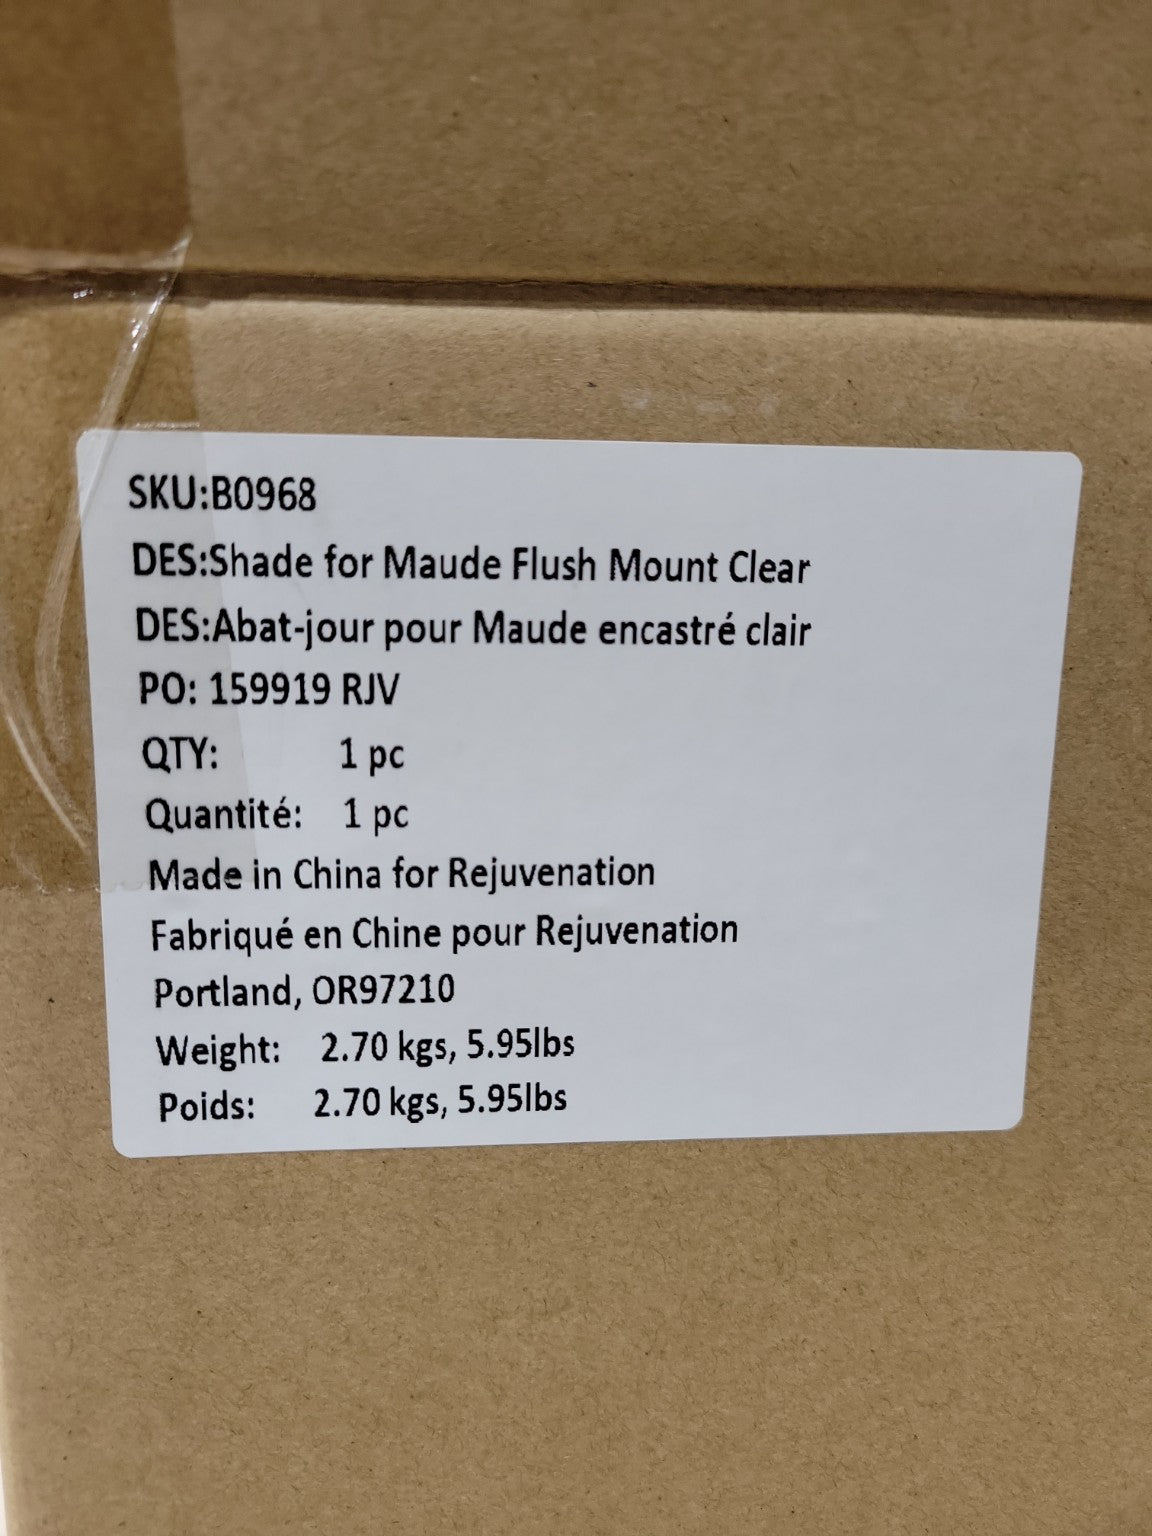 SKU:B0968
DES:Shade for Maude Flush Mount Clear
DES:Abat-jour pour Maude encastré clair
PO: 159919 RJV
QTY: 1 pc
Quantité: 1 pc
Made in China for Rejuvenation
Fabriqué en Chine pour Rejuvenation
Portland, OR97210
Weight: 2.70 kgs, 5.95lbs
Poids: 2.70 kgs, 5.95lbs